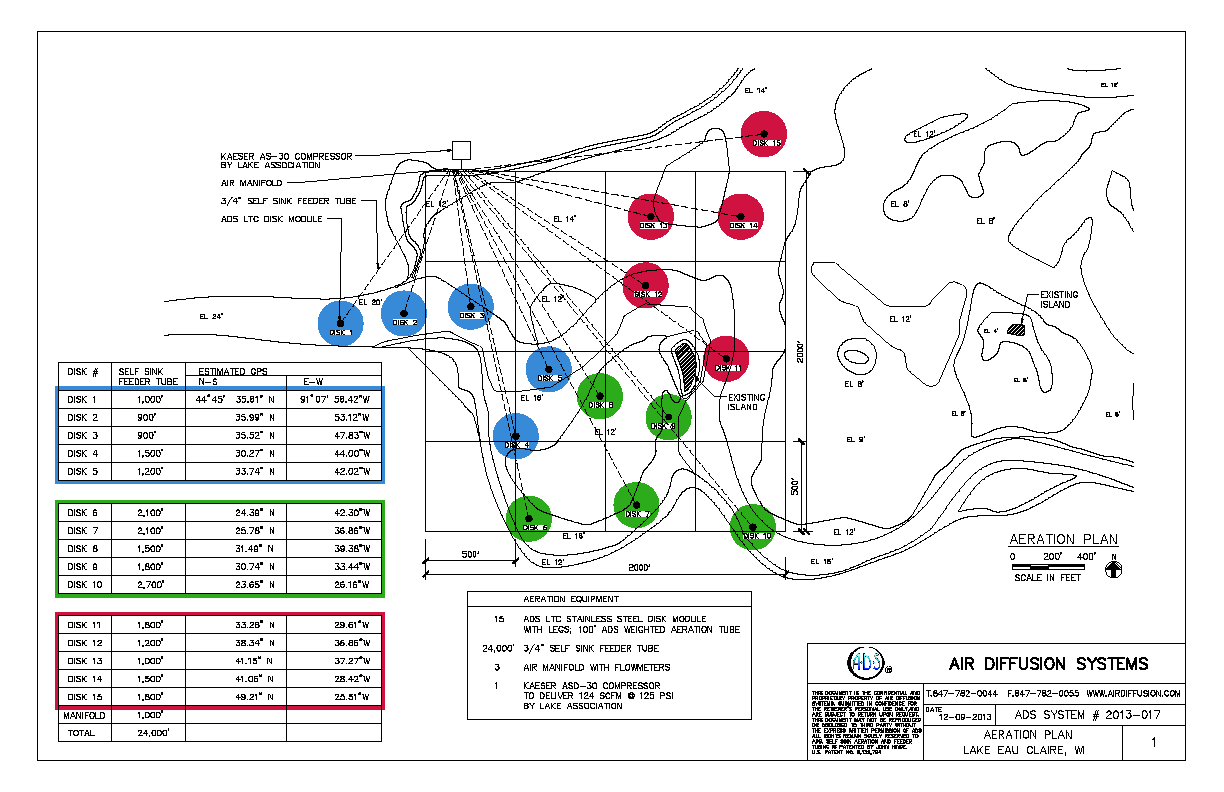 EL 14'
EL 12'
DISK 15
KAESER AS-30 COMPRESSOR
BY LAKE ASSOCIATION
AIR MANIFOLD
3/4" SELF SINK FEEDER TUBE
ADS LTC DISK MODULE
EL 12'
EL 14'
DISK 13
DISK 14
EL 8'
EL 8'
EL 20'
EL 24'
EL 12'
DISK 12
DISK 1
DISK 2
DISK 3
EL 12'
EXISTING
ISLAND
EL 4'
2000'
DISK 5
DISK 11
EL 8'
EL 16'
DISK 8
EXISTING
ISLAND
EL 12'
DISK 9
DISK 4
EL 9'
500'
DISK 6
DISK 7
DISK 10
EL 12'
EL 12'
500'
2000'
DISK # SELF SINK FEEDER TUBE ESTIMATED GPS N-S E-W
DISK 1 1,000' 44°45' 35.81" N 91°07' 58.42"W
DISK 2 900' 35.99" N 53.12"W
DISK 3 900' 35.52" N 47.83"W
DISK 4 1,500' 30.27" N 44.00"W
DISK 5 1,200' 33.74" N 42.02"W
DISK 6 2,100' 24.39" N 42.30"W
DISK 7 2,100' 25.76" N 36.86"W
DISK 8 1,500' 31.49" N 39.36"W
DISK 9 1,800' 30.74" N 33.44"W
DISK 10 2,700' 23.65" N 26.16"W
DISK 11 1,800' 33.26" N 29.61"W
DISK 12 1,200' 38.34" N 36.86"W
DISK 13 1,000' 41.15" N 37.27"W
DISK 14 1,500' 41.06" N 28.42"W
DISK 15 1,800' 49.21" N 25.51"W
MANIFOLD 1,000'
TOTAL 24,000'
AERATION EQUIPMENT
15 ADS LTC STAINLESS STEEL DISK MODULE
WITH LEGS; 100' ADS WEIGHTED AERATION TUBE
24,000' 3/4" SELF SINK FEEDER TUBE
3 AIR MANIFOLD WITH FLOWMETERS
1 KAESER ASD-30 COMPRESSOR
TO DELIVER 124 SCFM @ 125 PSI
BY LAKE ASSOCIATION
AERATION PLAN
0 200' 400' N
SCALE IN FEET
ADS ®
AIR DIFFUSION SYSTEMS
T.847-782-0044 F.847-782-0055 WWW.AIRDIFFUSION.COM
DATE 12-09-2013 ADS SYSTEM # 2013-017
AERATION PLAN
LAKE EAU CLAIRE, WI
1